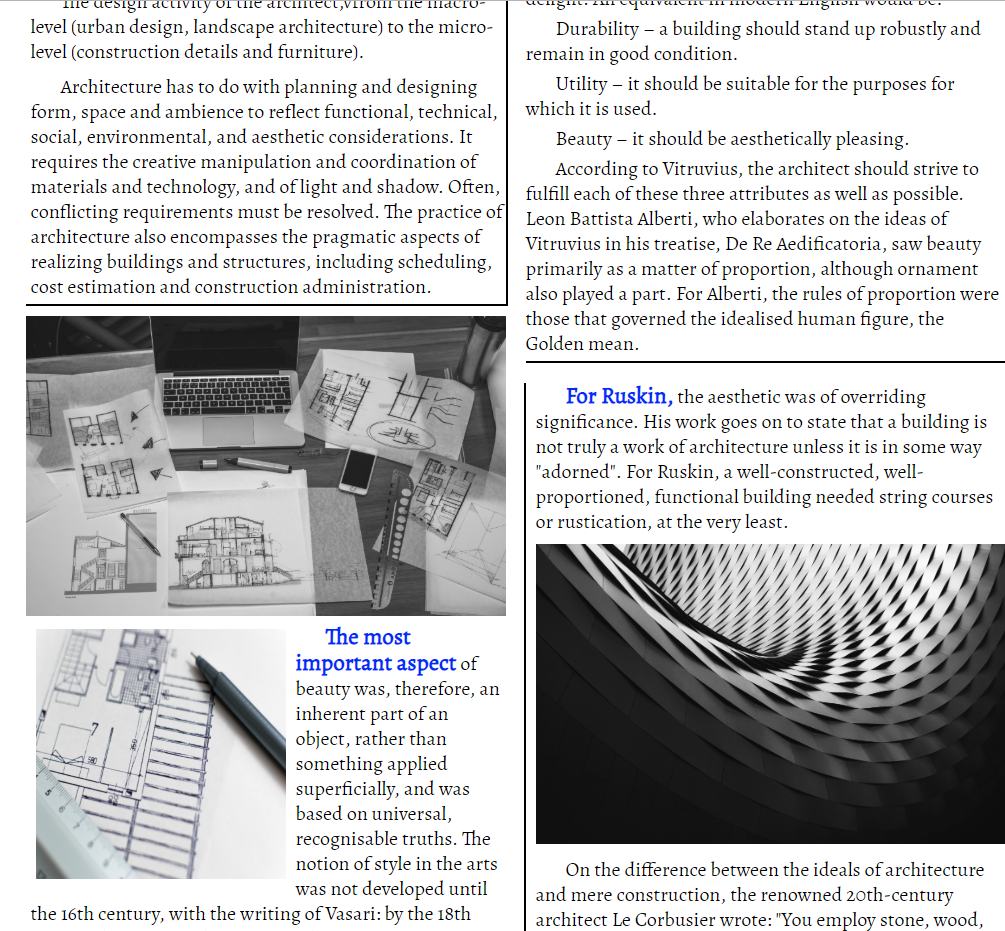 The design activity of the architect, from the macro-
level (urban design, landscape architecture) to the micro-
level (construction details and furniture).
Architecture has to do with planning and designing
form, space and ambience to reflect functional, technical,
social, environmental, and aesthetic considerations. It
requires the creative manipulation and coordination of
materials and technology, and of light and shadow. Often,
conflicting requirements must be resolved. The practice of
architecture also encompasses the pragmatic aspects of
realizing buildings and structures, including scheduling,
cost estimation and construction administration.
The most
important aspect of
beauty was, therefore, an
inherent part of an
object, rather than
something applied
superficially, and was
based on universal,
recognisable truths. The
notion of style in the arts
was not developed until
the 16th century, with the writing of Vasari: by the 18th
delight. An equivalent in modern English would be:
Durability – a building should stand up robustly and
remain in good condition.
Utility – it should be suitable for the purposes for
which it is used.
Beauty – it should be aesthetically pleasing.
According to Vitruvius, the architect should strive to
fulfill each of these three attributes as well as possible.
Leon Battista Alberti, who elaborates on the ideas of
Vitruvius in his treatise, De Re Aedificatoria, saw beauty
primarily as a matter of proportion, although ornament
also played a part. For Alberti, the rules of proportion were
those that governed the idealised human figure, the
Golden mean.
For Ruskin, the aesthetic was of overriding
significance. His work goes on to state that a building is
not truly a work of architecture unless it is in some way
"adorned". For Ruskin, a well-constructed, well-
proportioned, functional building needed string courses
or rustication, at the very least.
On the difference between the ideals of architecture
and mere construction, the renowned 20th-century
architect Le Corbusier wrote: "You employ stone, wood,